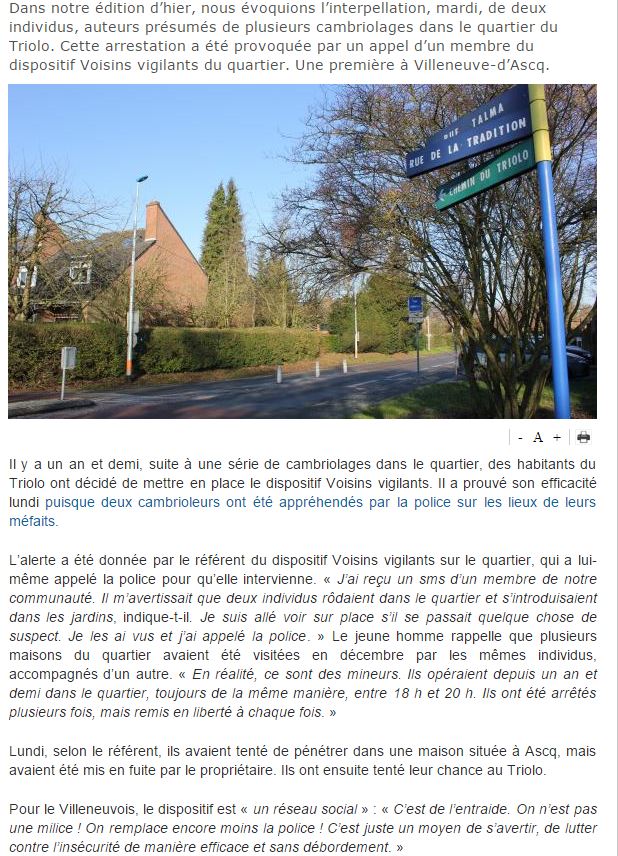 Dans notre édition d’hier, nous évoquions l’interpellation, mardi, de deux
individus, auteurs présumés de plusieurs cambriolages dans le quartier du
Triolo. Cette arrestation a été provoquée par un appel d’un membre du
dispositif Voisins vigilants du quartier. Une première à Villeneuve-d’Ascq.
RUE TALMA
RUE DE LA TRADITION
CHEMIN DU TRIOLO
- A +
Il y a un an et demi, suite à une série de cambriolages dans le quartier, des habitants du
Triolo ont décidé de mettre en place le dispositif Voisins vigilants. Il a prouvé son efficacité
lundi puisque deux cambrioleurs ont été appréhendés par la police sur les lieux de leurs
méfaits.
L’alerte a été donnée par le référent du dispositif Voisins vigilants sur le quartier, qui a lui-
même appelé la police pour qu’elle intervienne. « J’ai reçu un sms d’un membre de notre
communauté. Il m’avertissait que deux individus rôdaient dans le quartier et s’introduisaient
dans les jardins, indique-t-il. Je suis allé voir sur place s’il se passait quelque chose de
suspect. Je les ai vus et j’ai appelé la police. » Le jeune homme rappelle que plusieurs
maisons du quartier avaient été visitées en décembre par les mêmes individus,
accompagnés d’un autre. « En réalité, ce sont des mineurs. Ils opéraient depuis un an et
demi dans le quartier, toujours de la même manière, entre 18 h et 20 h. Ils ont été arrêtés
plusieurs fois, mais remis en liberté à chaque fois. »
Lundi, selon le référent, ils avaient tenté de pénétrer dans une maison située à Ascq, mais
avaient été mis en fuite par le propriétaire. Ils ont ensuite tenté leur chance au Triolo.
Pour le Villeneuvois, le dispositif est « un réseau social » : « C’est de l’entraide. On n’est pas
une milice ! On remplace encore moins la police ! C’est juste un moyen de s’avertir, de lutter
contre l’insécurité de manière efficace et sans débordement. »